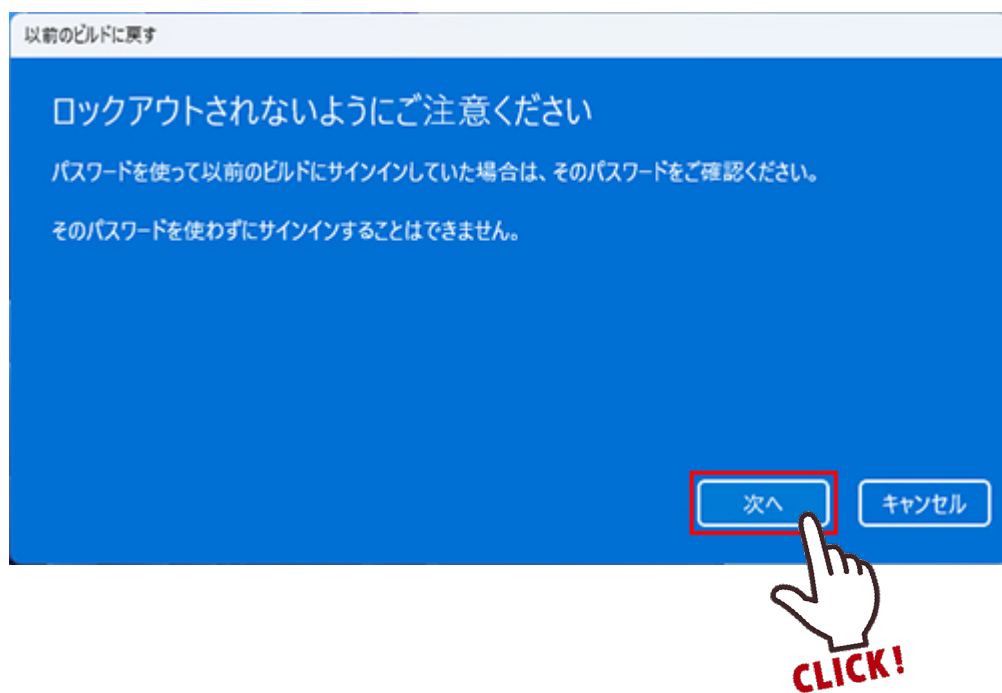 以前のビルドに戻す
ロックアウトされないようにご注意ください
パスワードを使って以前のビルドにサインインしていた場合は、そのパスワードをご確認ください。
そのパスワードを使わずにサインインすることはできません。
次へ
キャンセル
CLICK!